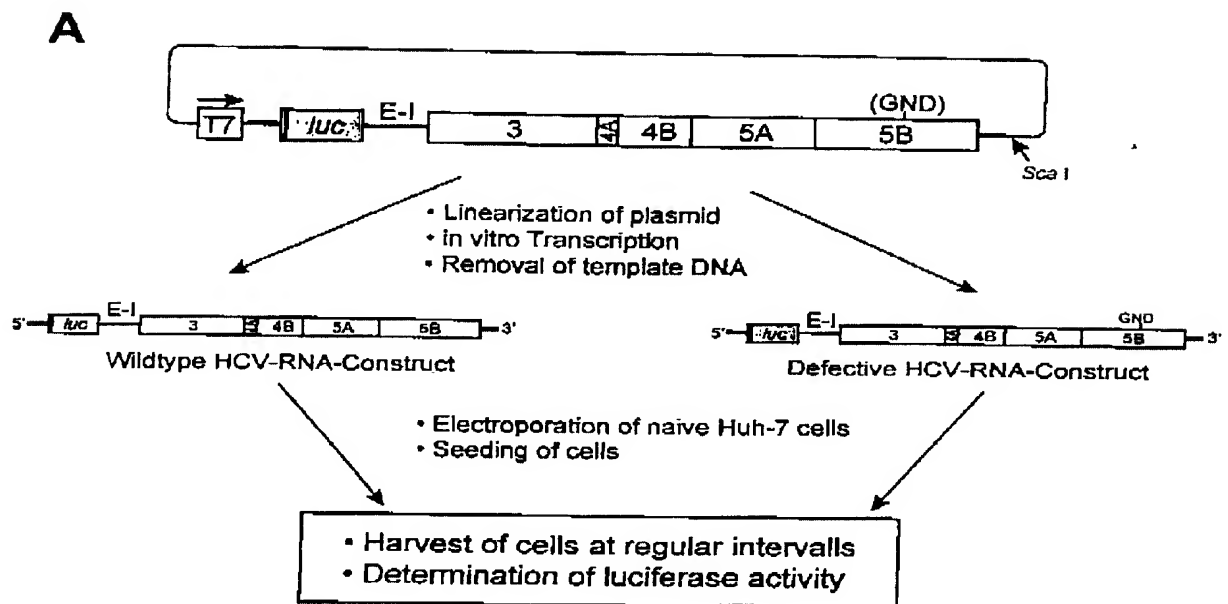 A
(GND)
T7 luc E-I 3 4A 4B 5A 5B
Sca I
• Linearization of plasmid
• in vitro Transcription
• Removal of template DNA
5' luc E-I 3 4B 5A 5B 3'
Wildtype HCV-RNA-Construct
GND
luc E-I 3 4B 5A 5B 3'
5'
Defective HCV-RNA-Construct
• Electroporation of naive Huh-7 cells
• Seeding of cells
• Harvest of cells at regular intervalls
• Determination of luciferase activity